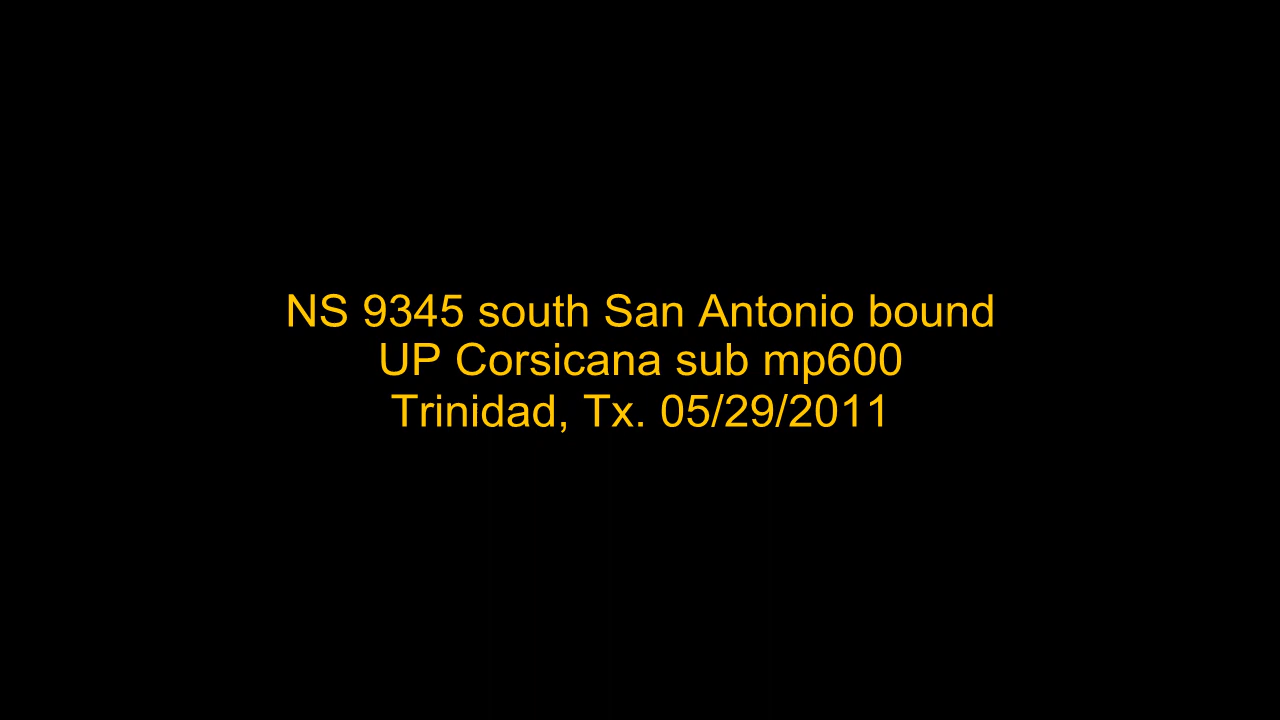 NS 9345 south San Antonio bound
UP Corsicana sub mp600
Trinidad, Tx. 05/29/2011